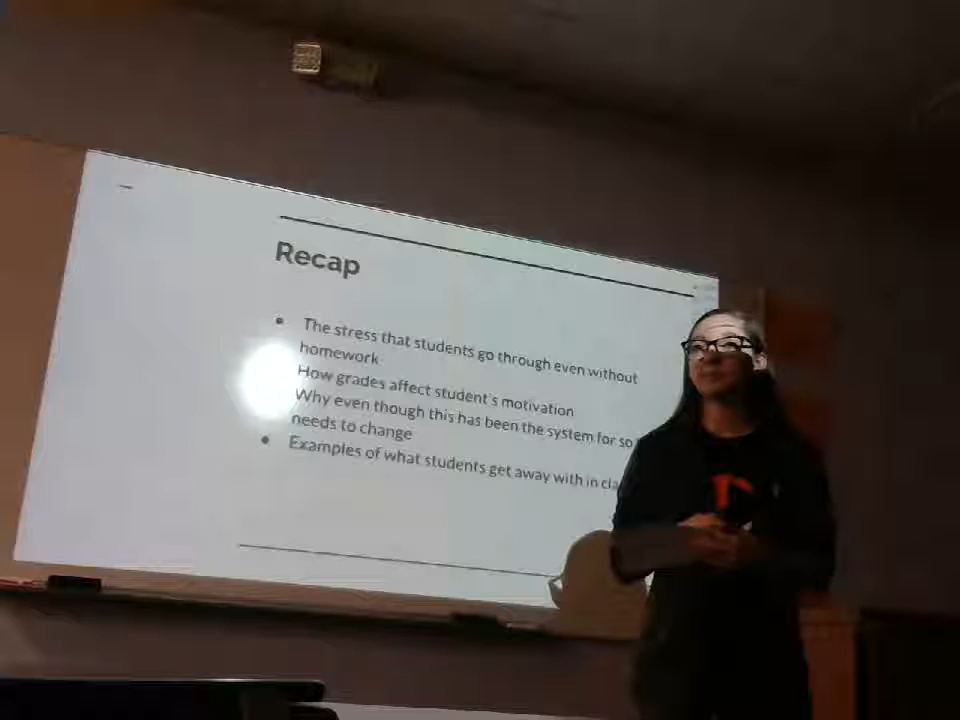 Recap
● The stress that students go through even without
homework
How grades affect student's motivation
Why even though this has been the system for so
needs to change
● Examples of what students get away with in